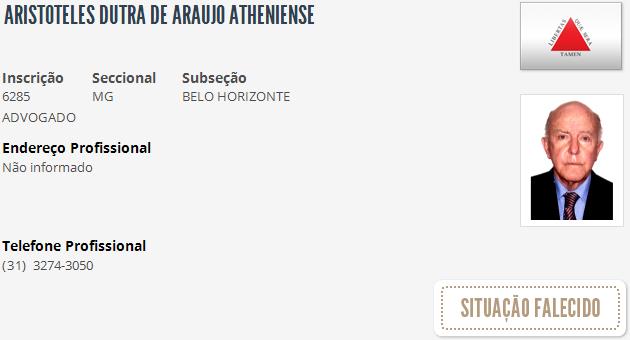 ARISTOTELES DUTRA DE ARAUJO ATHENIENSE
LIBERTAS QUÆ SERA
TAMEN
Inscrição Seccional Subseção
6285 MG BELO HORIZONTE
ADVOGADO
Endereço Profissional
Não informado
Telefone Profissional
(31) 3274-3050
SITUAÇÃO FALECIDO